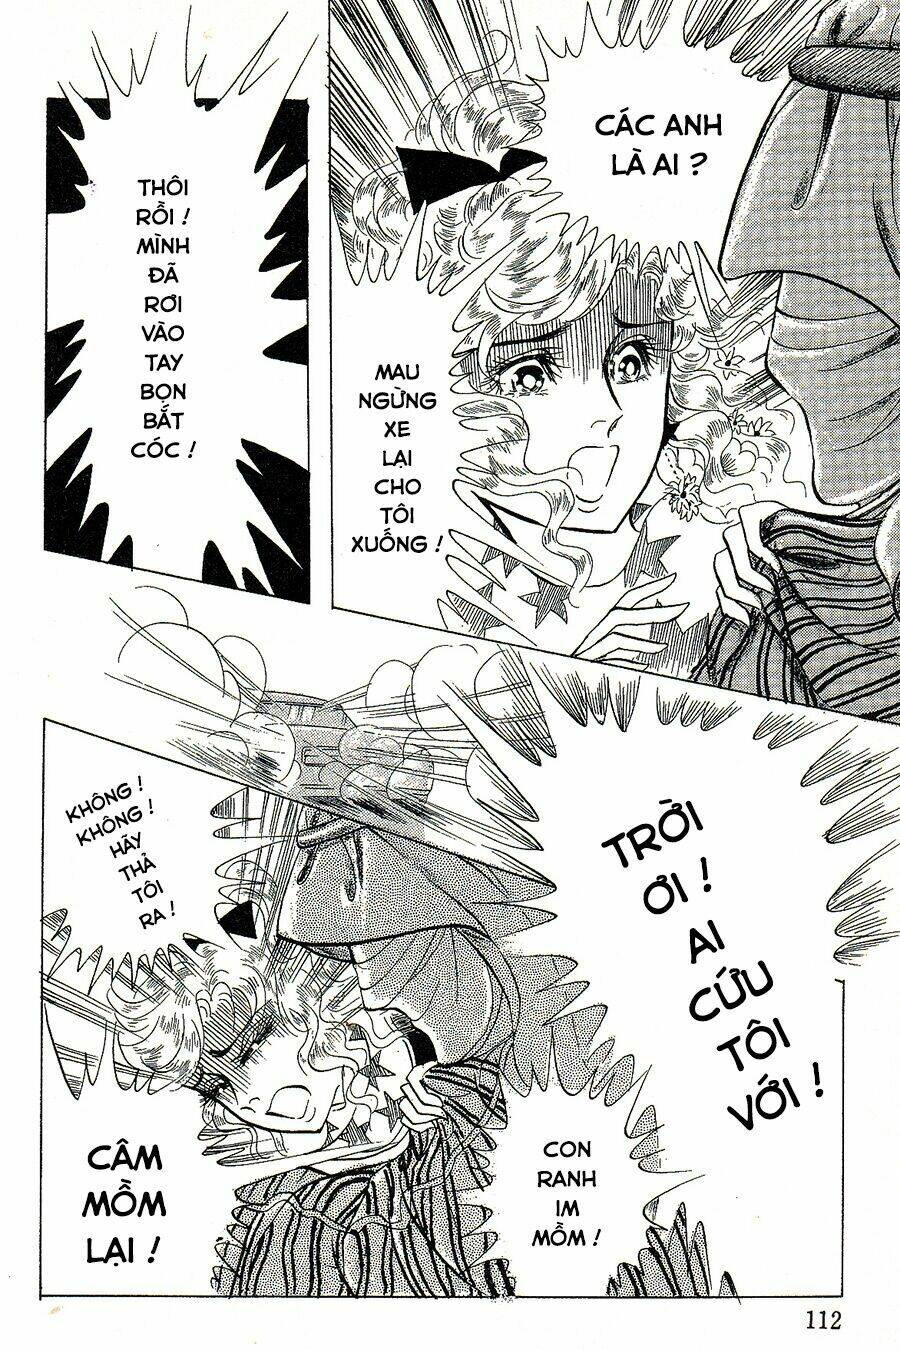 CÁC ANH
LÀ AI ?
MAU
NGỪNG
XE
LẠI
CHO
TÔI
XUỐNG !
THÔI
RỒI !
MÌNH
ĐÃ
RƠI
VÀO
TAY
BỌN
BẮT
CÓC !
KHÔNG !
KHÔNG !
HÃY
THẢ
TÔI
RA !
TRỜI
ƠI !
AI
CỨU
TÔI
VỚI !
CÂM
MỒM
LẠI !
CON
RANH
IM
MỒM !
112